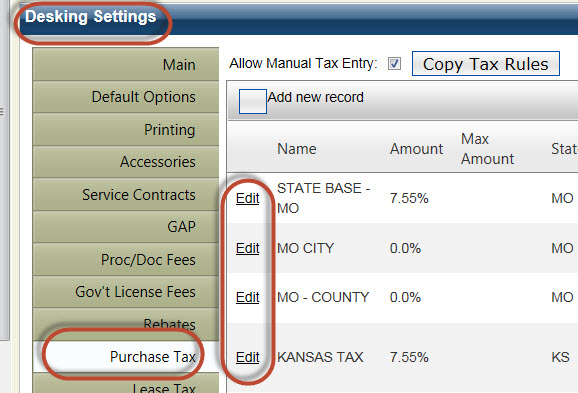 Desking Settings
Main
Default Options
Printing
Accessories
Service Contracts
GAP
Proc/Doc Fees
Gov't License Fees
Rebates
Purchase Tax
Lease Tax
Allow Manual Tax Entry: Copy Tax Rules
Add new record
Name Amount Max Amount Stat
Edit STATE BASE - MO 7.55% MO
Edit MO CITY 0.0% MO
Edit MO - COUNTY 0.0% MO
Edit KANSAS TAX 7.55% KS